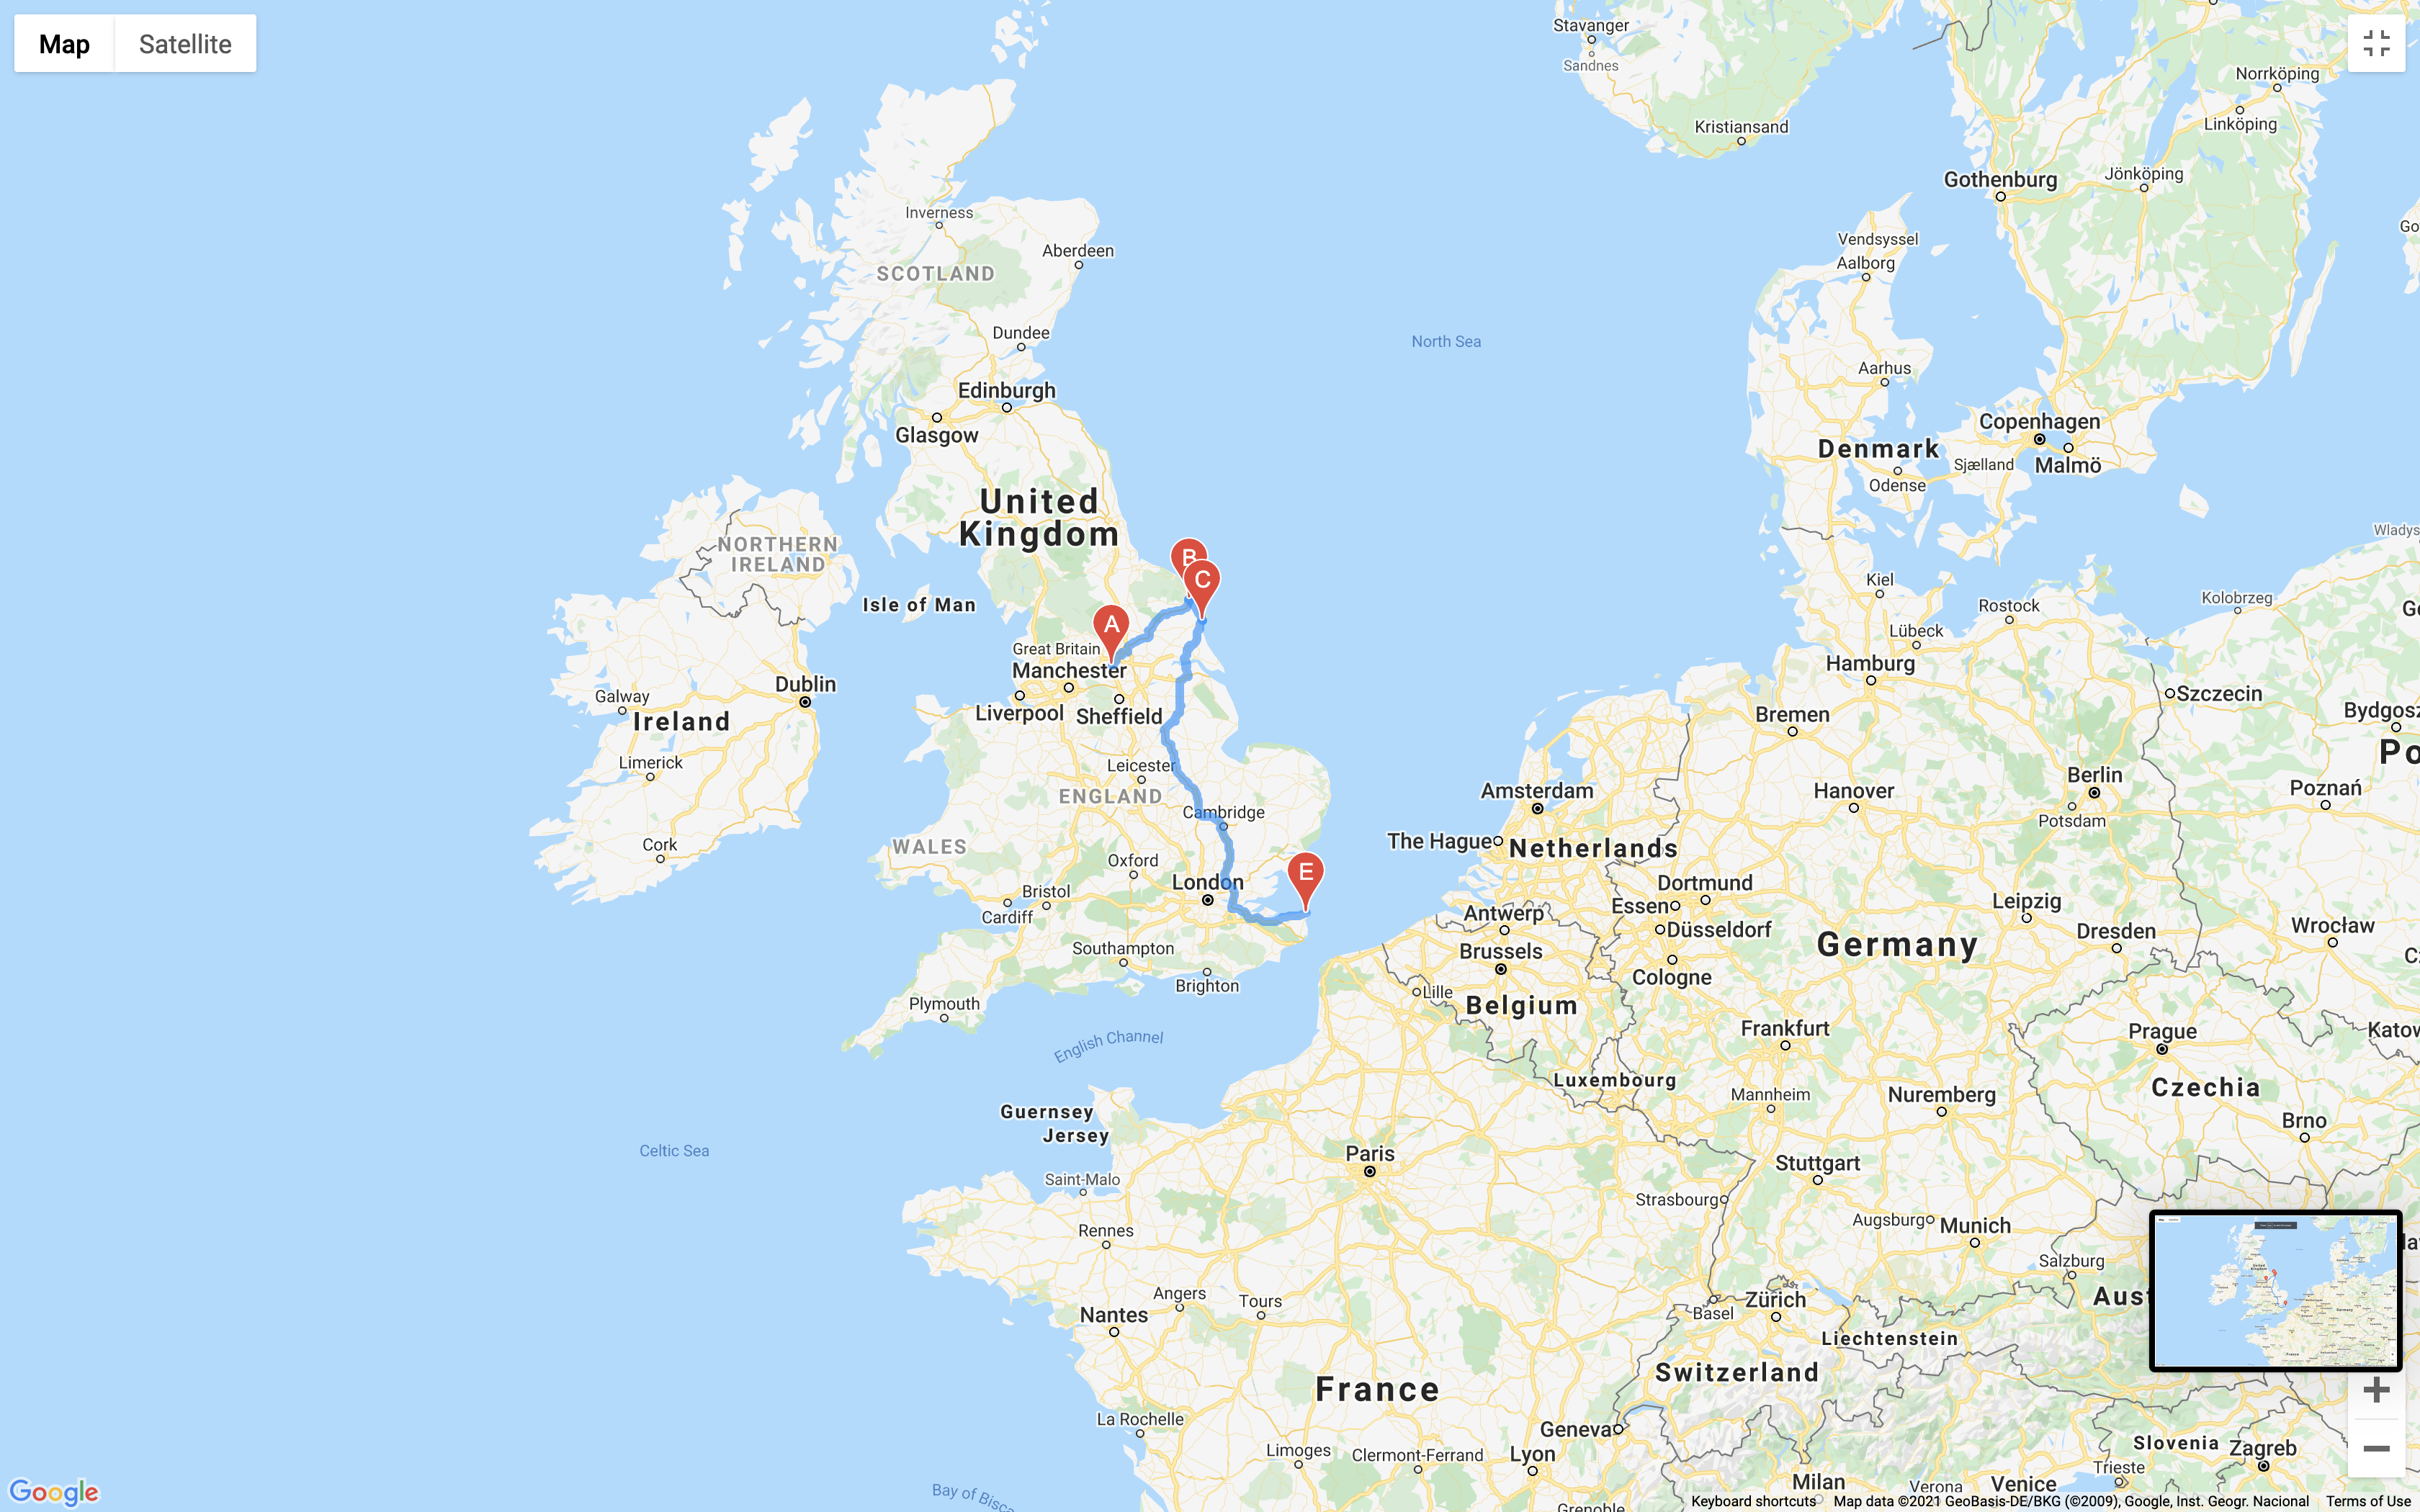 Map
Satellite
Stavanger
Sandnes
Norrköping
Linköping
Kristiansand
Gothenburg
Jönköping
Inverness
Aberdeen
SCOTLAND
Vendsyssel
Aalborg
Dundee
North Sea
Edinburgh
Glasgow
Aarhus
Copenhagen
Denmark
Sjælland
Malmö
Odense
United
Kingdom
NORTHERN
IRELAND
B
C
Isle of Man
A
Kiel
Rostock
Kolobrzeg
Lübeck
Great Britain
Manchester
Hamburg
Dublin
Galway
Ireland
Liverpool
Sheffield
Szczecin
Bremen
Limerick
Leicester
ENGLAND
Berlin
Amsterdam
Hanover
Poznań
Po
Potsdam
Cambridge
Cork
WALES
The Hague
Netherlands
Oxford
E
London
Dortmund
Essen
Bristol
Cardiff
Antwerp
Leipzig
Düsseldorf
Dresden
Wrocław
Southampton
Brussels
Germany
Cologne
Brighton
Lille
Belgium
Plymouth
English Channel
Frankfurt
Prague
Luxembourg
Mannheim
Nuremberg
Czechia
Guernsey
Jersey
Brno
Celtic Sea
Paris
Stuttgart
Saint-Malo
Strasbourg
Rennes
Augsburg
Munich
Salzburg
Angers
Tours
Nantes
Basel
Zürich
Aust
Liechtenstein
Switzerland
France
La Rochelle
Geneva
Limoges
Clermont-Ferrand
Lyon
Slovenia
Zagreb
Milan
Verona
Venice
Trieste
Bay of Bisca
Grenoble
Google
Keyboard shortcuts
Map data ©2021 GeoBasis-DE/BKG (©2009), Google, Inst. Geogr. Nacional
Terms of Use